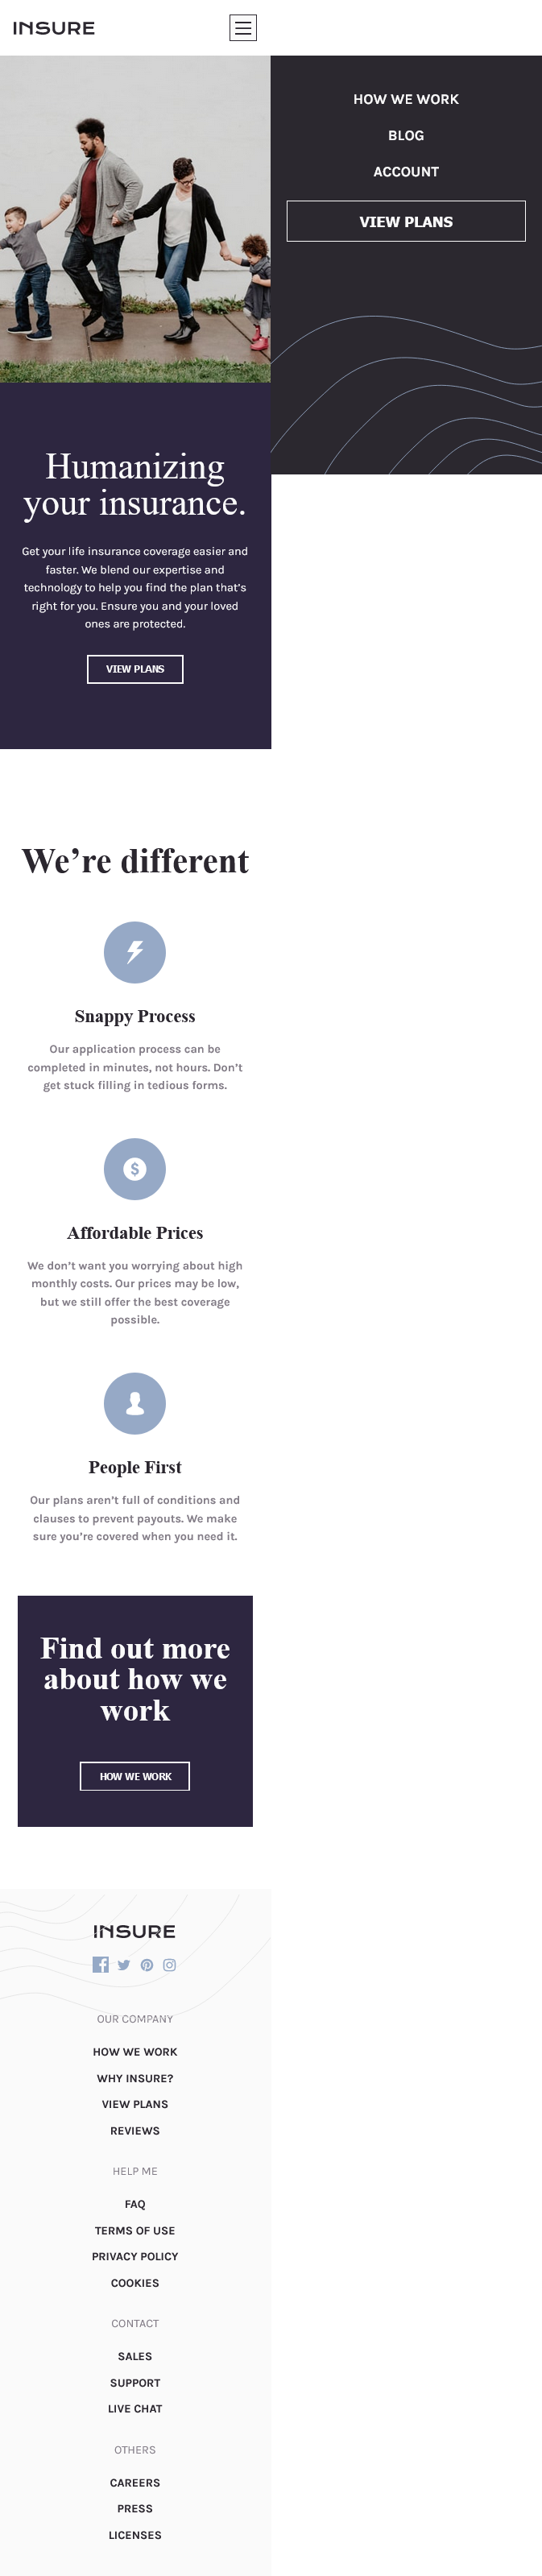 INSURE
HOW WE WORK
BLOG
ACCOUNT
VIEW PLANS
Humanizing
your insurance.
Get your life insurance coverage easier and
faster. We blend our expertise and
technology to help you find the plan that’s
right for you. Ensure you and your loved
ones are protected.
VIEW PLANS
We’re different
Snappy Process
Our application process can be
completed in minutes, not hours. Don’t
get stuck filling in tedious forms.
Affordable Prices
We don’t want you worrying about high
monthly costs. Our prices may be low,
but we still offer the best coverage
possible.
People First
Our plans aren’t full of conditions and
clauses to prevent payouts. We make
sure you’re covered when you need it.
Find out more
about how we
work
HOW WE WORK
INSURE
OUR COMPANY
HOW WE WORK
WHY INSURE?
VIEW PLANS
REVIEWS
HELP ME
FAQ
TERMS OF USE
PRIVACY POLICY
COOKIES
CONTACT
SALES
SUPPORT
LIVE CHAT
OTHERS
CAREERS
PRESS
LICENSES